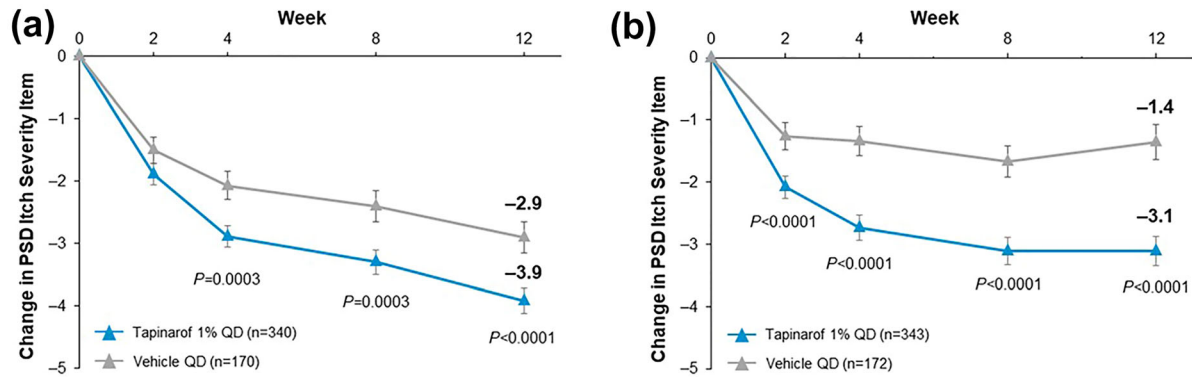 (a)
Week
0 2 4 8 12
0
–1
–2
–3
–4
–5
Change in PSD Itch Severity Item
–2.9
–3.9
P=0.0003
P=0.0003
P<0.0001
Tapinarof 1% QD (n=340)
Vehicle QD (n=170)
(b)
Week
0 2 4 8 12
0
–1
–2
–3
–4
–5
Change in PSD Itch Severity Item
–1.4
–3.1
P<0.0001
P<0.0001
P<0.0001
P<0.0001
Tapinarof 1% QD (n=343)
Vehicle QD (n=172)